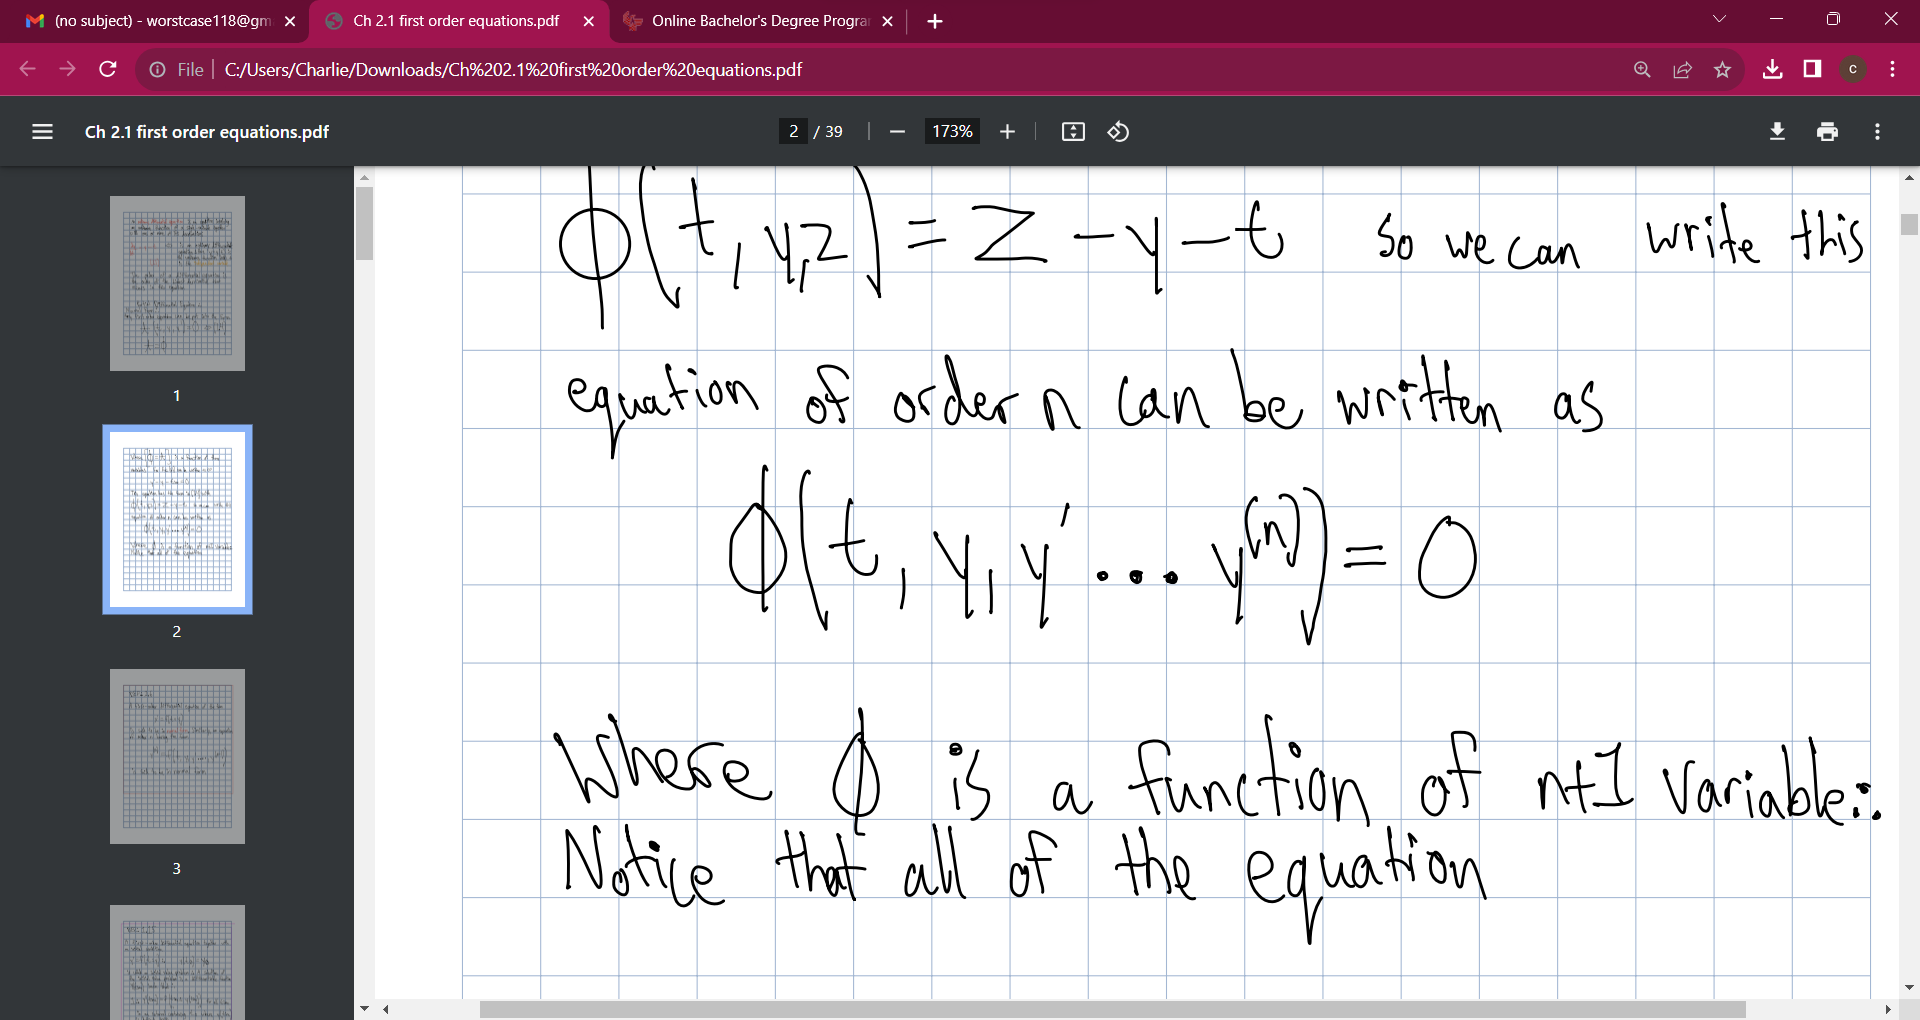 (no subject) - worstcase118@gm
Ch 2.1 first order equations.pdf
Online Bachelor's Degree Progra
File
C:/Users/Charlie/Downloads/Ch%202.1%20first%20order%20equations.pdf
c
Ch 2.1 first order equations.pdf
2 / 39
173%
1
2
3
ϕ(t, y, z) = z - y - t so we can write this
equation of order n can be written as
ϕ(t, y, y' ... y⁽ⁿ⁾) = 0
Where ϕ is a function of n+1 variable..
Notice that all of the equation